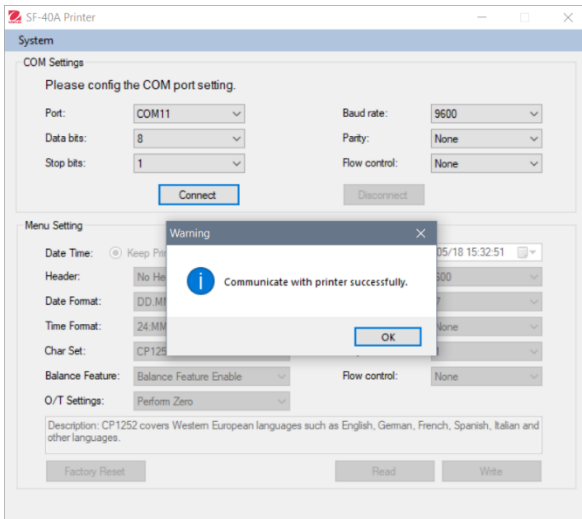 SF-40A Printer
System
COM Settings
Please config the COM port setting.
Port: COM11 Baud rate: 9600
Data bits: 8 Parity: None
Stop bits: 1 Flow control: None
Connect Disconnect
Menu Setting
Warning
Date Time: Keep 05/18 15:32:51
Header: No
Date Format:
Time Format: None
Communicate with printer successfully.
OK
Char Set:
Balance Feature: Balance Feature Enable Flow control: None
O/T Settings: Perform Zero
Description: CP1252 covers Western European languages such as English, German, French, Spanish, Italian and
other languages.
Factory Reset Read Write